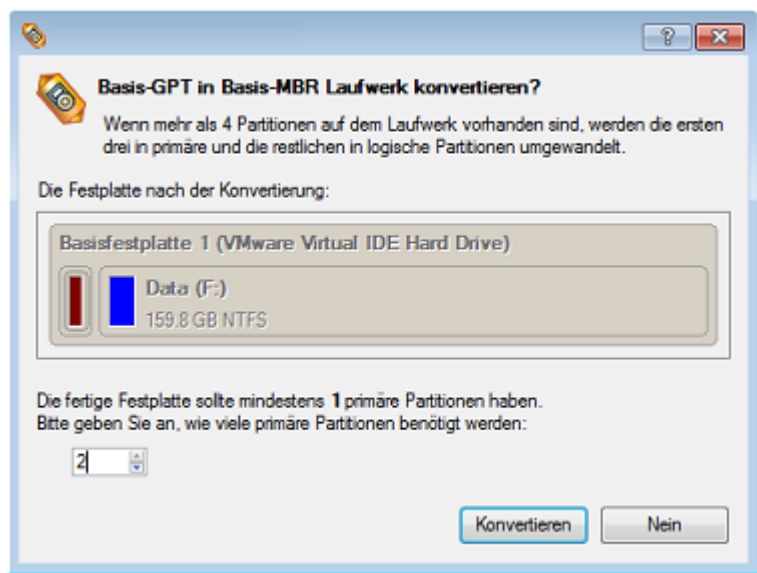 Basis-GPT in Basis-MBR Laufwerk konvertieren?
Wenn mehr als 4 Partitionen auf dem Laufwerk vorhanden sind, werden die ersten
drei in primäre und die restlichen in logische Partitionen umgewandelt.
Die Festplatte nach der Konvertierung:
Basisfestplatte 1 (VMware Virtual IDE Hard Drive)
Data (F:)
159.8 GB NTFS
Die fertige Festplatte sollte mindestens 1 primäre Partitionen haben.
Bitte geben Sie an, wie viele primäre Partitionen benötigt werden:
2
Konvertieren Nein